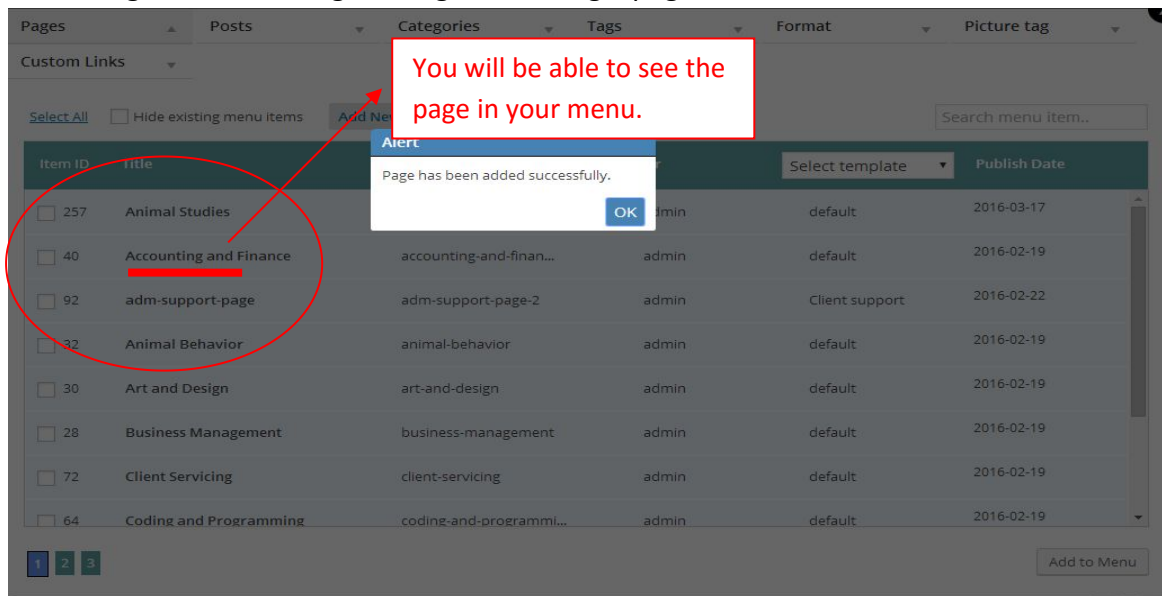 Pages Posts Categories Tags Format Picture tag
Custom Links
You will be able to see the
page in your menu.
Select All Hide existing menu items Add Search menu item..
Alert
Item ID Title Select template Publish Date
Page has been added successfully.
OK
257 Animal Studies default 2016-03-17
40 Accounting and Finance accounting-and-finan... admin default 2016-02-19
92 adm-support-page adm-support-page-2 admin Client support 2016-02-22
32 Animal Behavior animal-behavior admin default 2016-02-19
30 Art and Design art-and-design admin default 2016-02-19
28 Business Management business-management admin default 2016-02-19
72 Client Servicing client-servicing admin default 2016-02-19
64 Coding and Programming coding-and-programmi... admin default 2016-02-19
1 2 3 Add to Menu